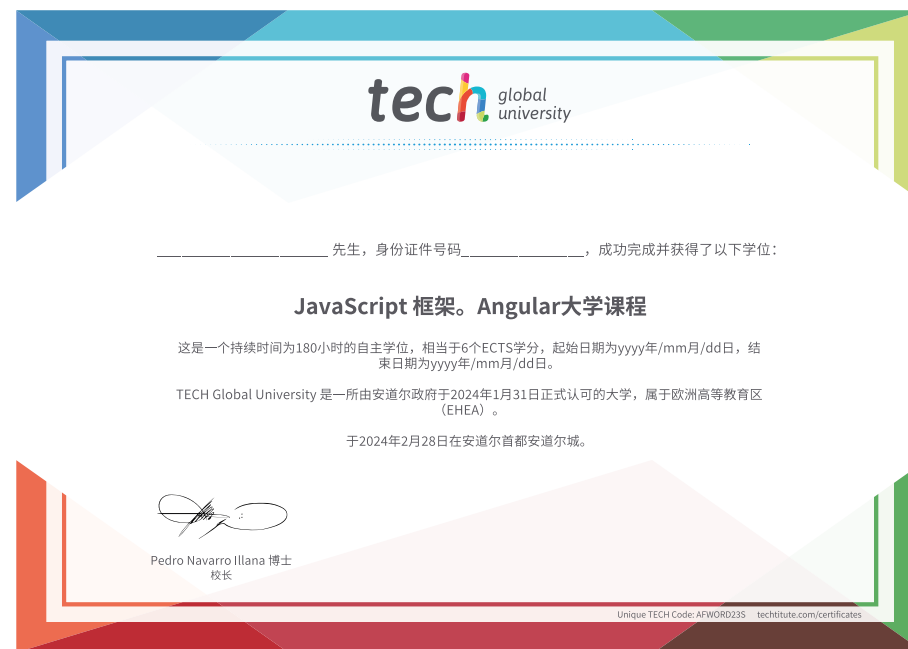 tech global
university
_____________________ 先生，身份证件号码_______________，成功完成并获得了以下学位：
JavaScript 框架。Angular大学课程
这是一个持续时间为180小时的自主学位，相当于6个ECTS学分，起始日期为yyyy年/mm月/dd日，结
束日期为yyyy年/mm月/dd日。
TECH Global University 是一所由安道尔政府于2024年1月31日正式认可的大学，属于欧洲高等教育区
（EHEA）。
于2024年2月28日在安道尔首都安道尔城。
Pedro Navarro Illana 博士
校长
Unique TECH Code: AFWORD23S techtitute.com/certificates